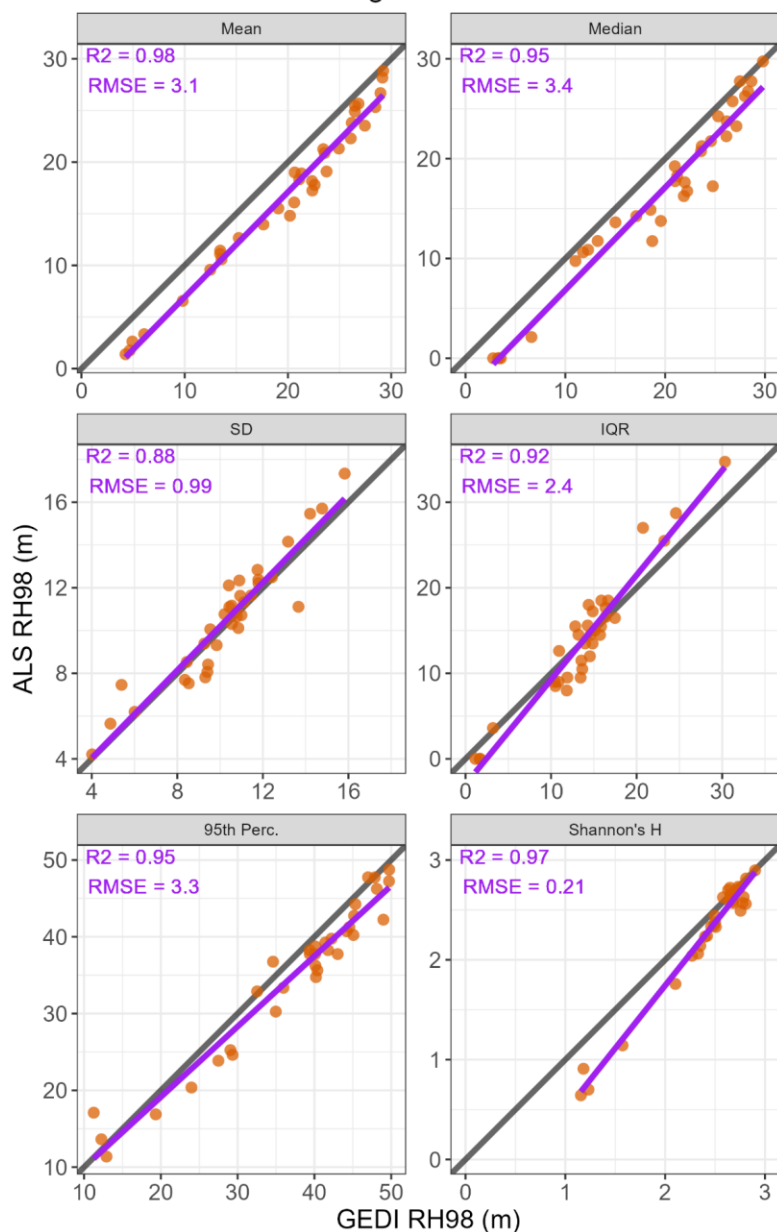 Mean Median
R2 = 0.98 R2 = 0.95
RMSE = 3.1 RMSE = 3.4
30 30
20 20
10 10
0 0
0 10 20 30 0 10 20 30
SD IQR
R2 = 0.88 R2 = 0.92
RMSE = 0.99 RMSE = 2.4
16 30
12 20
8 10
4 0
4 8 12 16 0 10 20 30
ALS RH98 (m)
95th Perc. Shannon's H
R2 = 0.95 R2 = 0.97
RMSE = 3.3 RMSE = 0.21
50 3
40 2
30 1
20 0
10
10 20 30 40 50 0 1 2 3
GEDI RH98 (m)